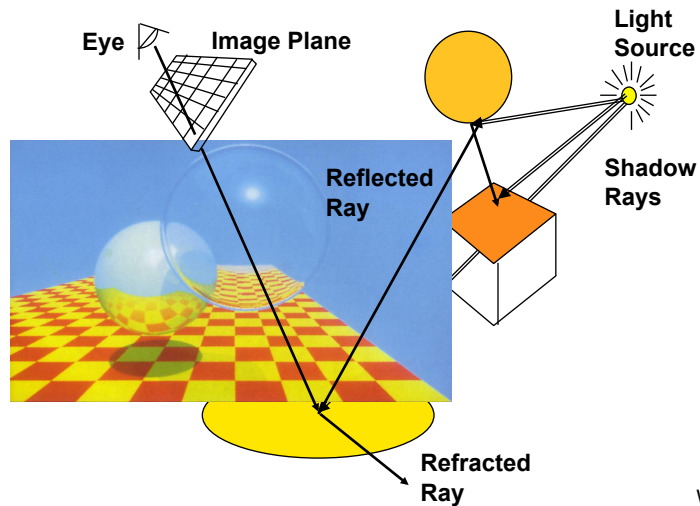 Eye
Image Plane
Light
Source
Reflected
Ray
Shadow
Rays
Refracted
Ray